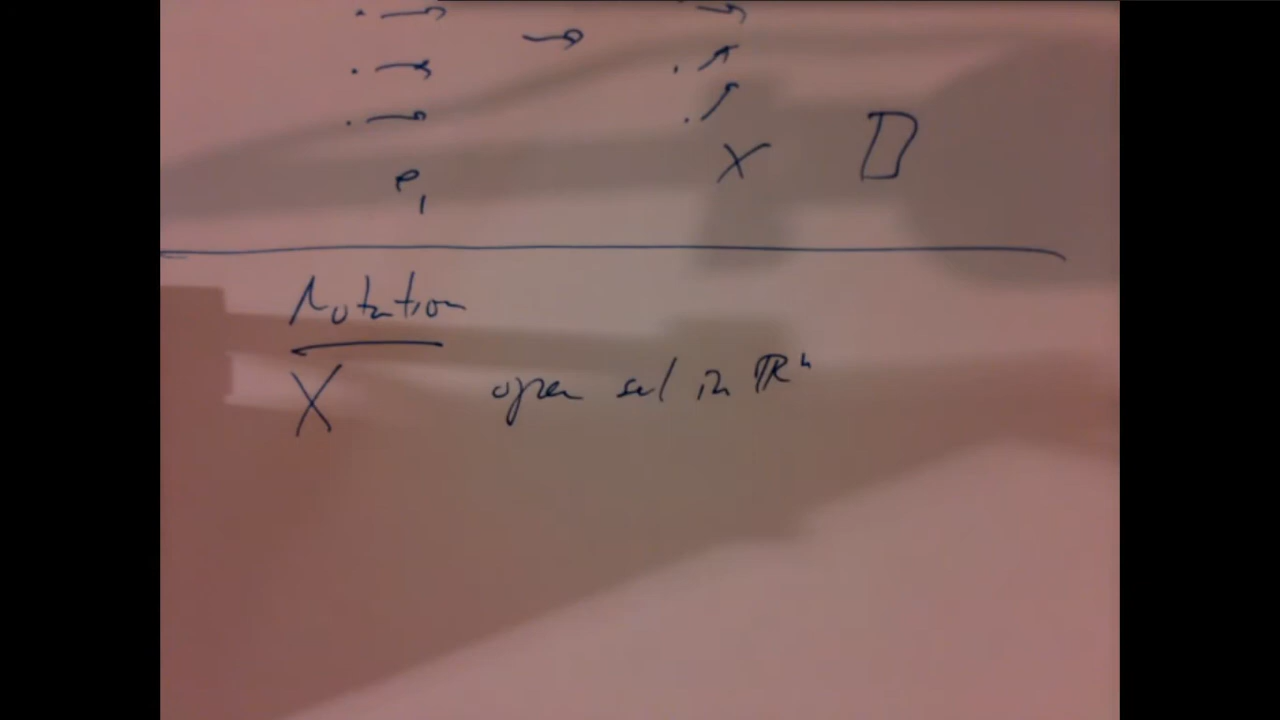 e₁ X
Notation
X open set in ℝⁿ